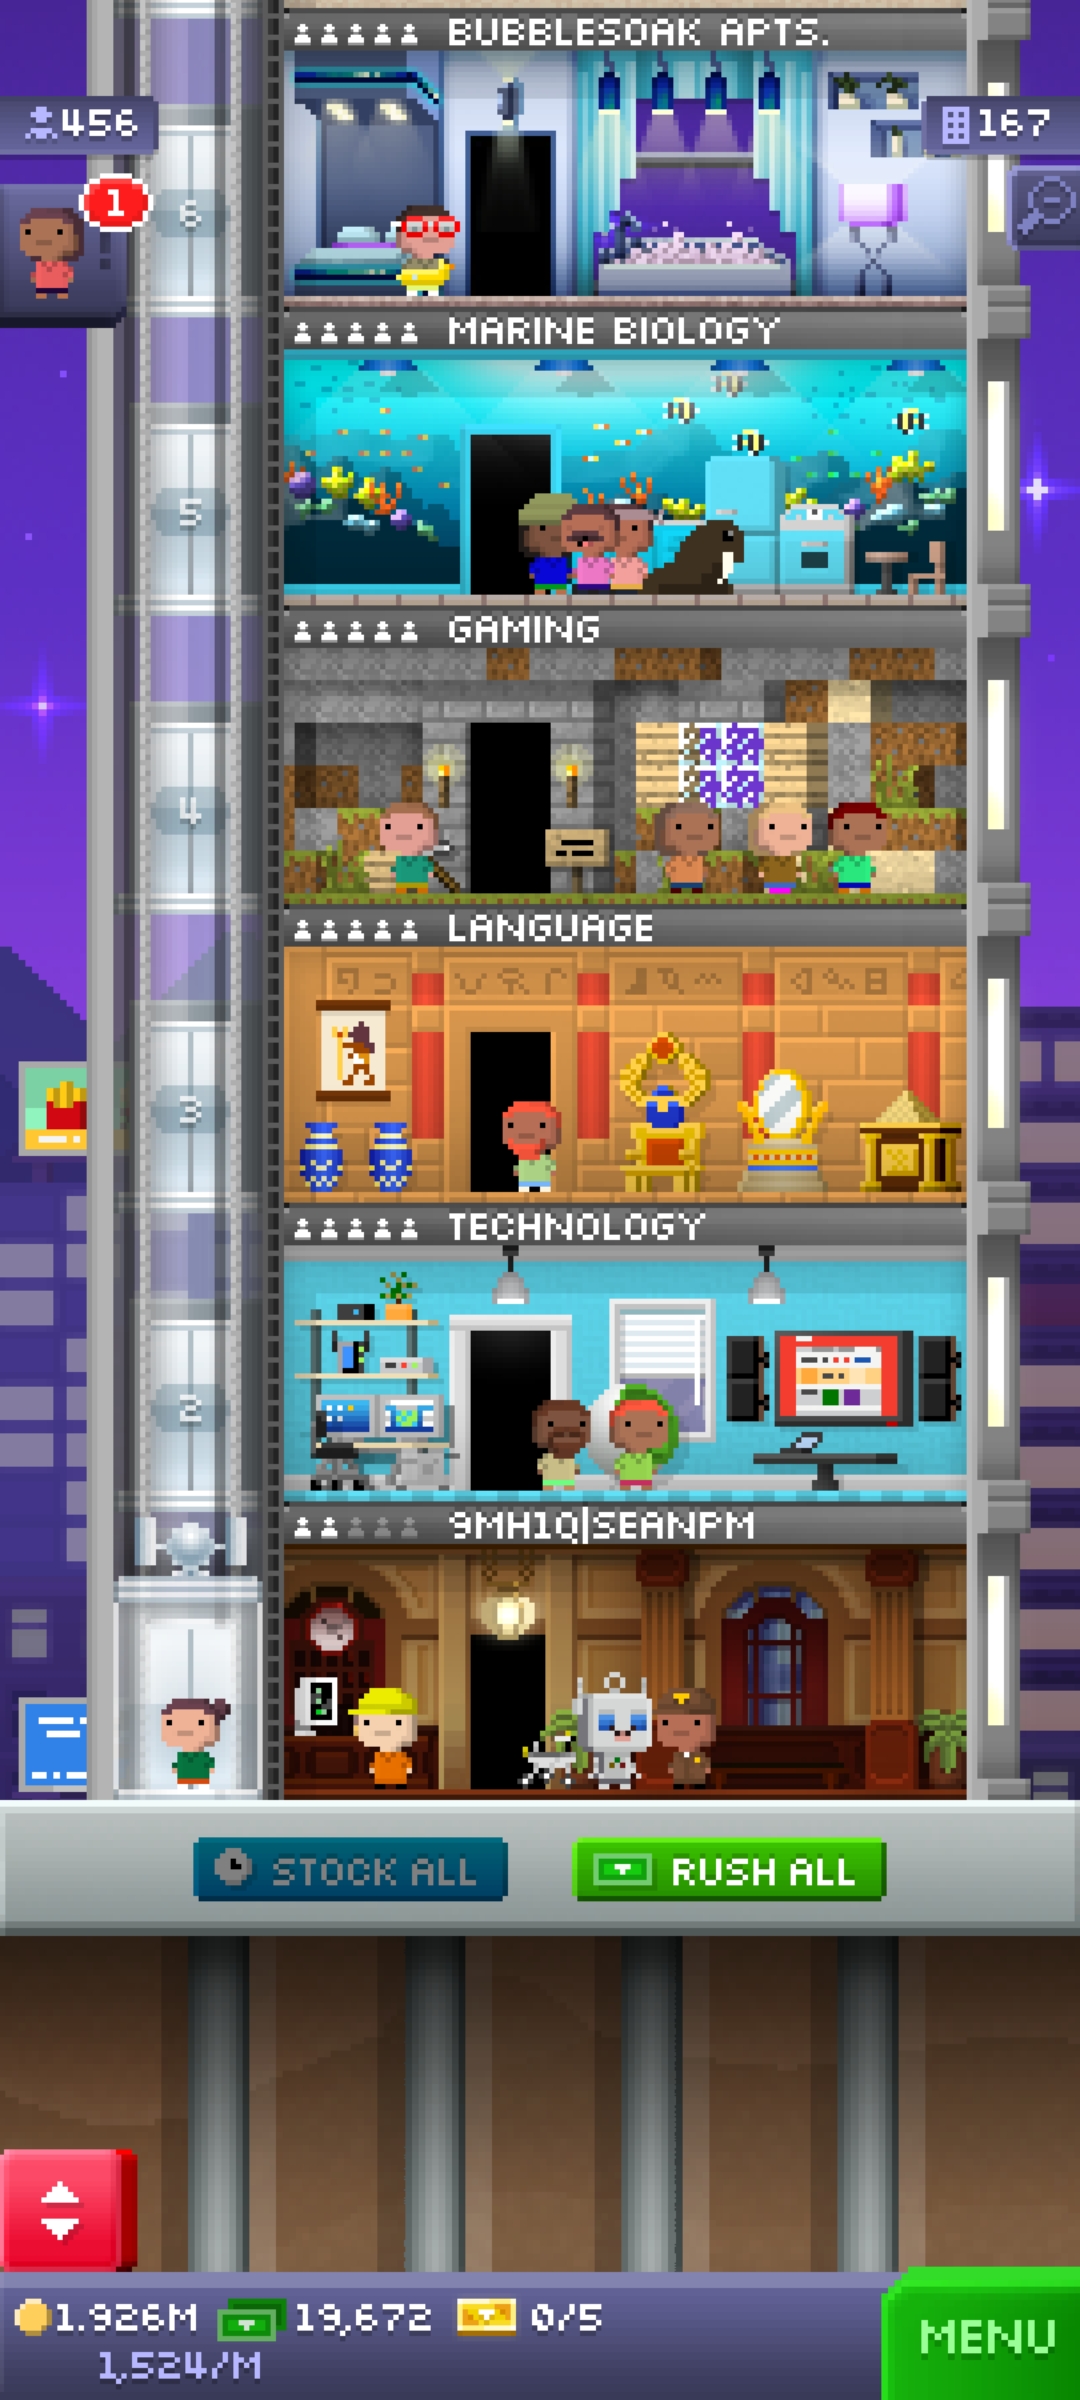 BUBBLESOAK APTS.
456
167
1
6
MARINE BIOLOGY
5
GAMING
4
LANGUAGE
3
TECHNOLOGY
2
9MH1Q|SEANPM
STOCK ALL
RUSH ALL
1.926M 19,672 0/5
1,524/M
MENU